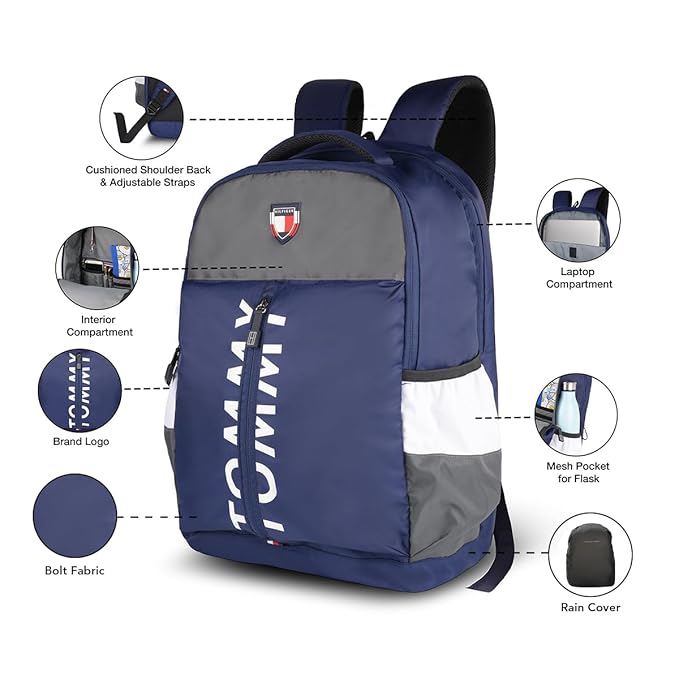 Cushioned Shoulder Back
& Adjustable Straps
HILFIGER
Interior
Compartment
Laptop
Compartment
TOMMY
TOMMY
Brand Logo
Mesh Pocket
for Flask
Bolt Fabric
Rain Cover